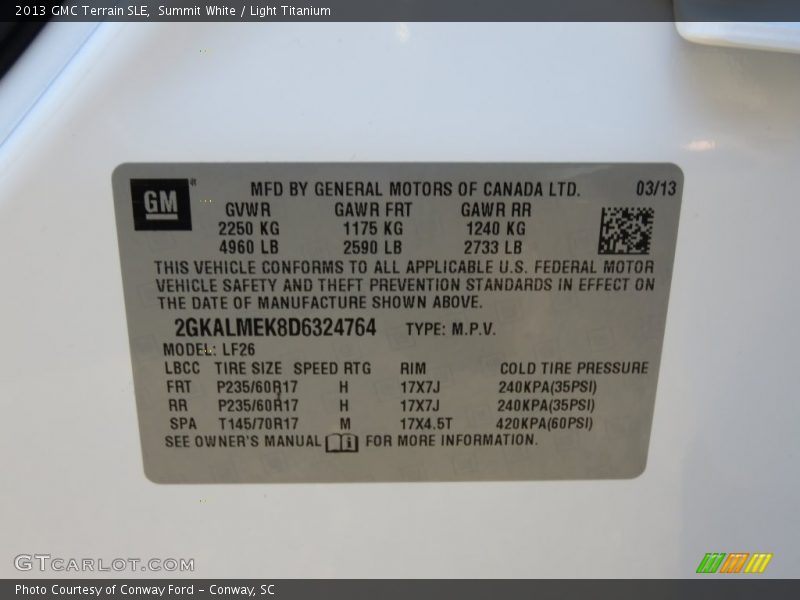 2013 GMC Terrain SLE, Summit White / Light Titanium
GM
MFD BY GENERAL MOTORS OF CANADA LTD. 03/13
GVWR GAWR FRT GAWR RR
2250 KG 1175 KG 1240 KG
4960 LB 2590 LB 2733 LB
THIS VEHICLE CONFORMS TO ALL APPLICABLE U.S. FEDERAL MOTOR
VEHICLE SAFETY AND THEFT PREVENTION STANDARDS IN EFFECT ON
THE DATE OF MANUFACTURE SHOWN ABOVE.
2GKALMEK8D6324764 TYPE: M.P.V.
MODEL: LF26
LBCC TIRE SIZE SPEED RTG RIM COLD TIRE PRESSURE
FRT P235/60R17 H 17X7J 240KPA(35PSI)
RR P235/60R17 H 17X7J 240KPA(35PSI)
SPA T145/70R17 M 17X4.5T 420KPA(60PSI)
SEE OWNER'S MANUAL FOR MORE INFORMATION.
GTCARLOT.COM
Photo Courtesy of Conway Ford - Conway, SC